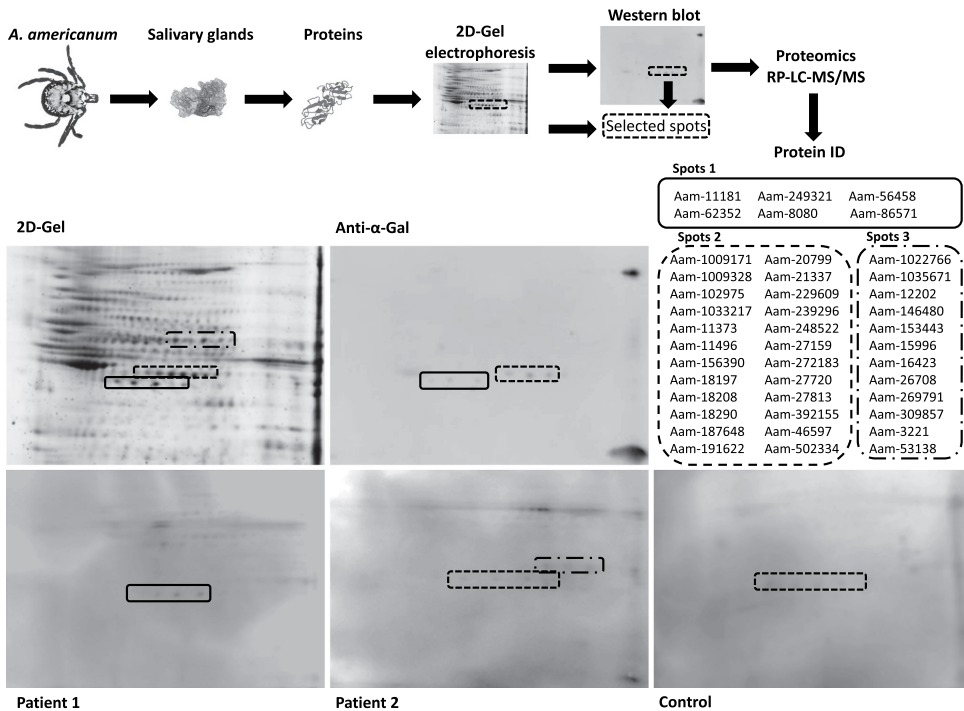 A. americanum
Salivary glands
Proteins
2D-Gel
electrophoresis
Western blot
Selected spots
Proteomics
RP-LC-MS/MS
Protein ID
Spots 1
Aam-11181 Aam-249321 Aam-56458
Aam-62352 Aam-8080 Aam-86571
2D-Gel
Anti-α-Gal
Spots 2
Aam-1009171 Aam-20799
Aam-1009328 Aam-21337
Aam-102975 Aam-229609
Aam-1033217 Aam-239296
Aam-11373 Aam-248522
Aam-11496 Aam-27159
Aam-156390 Aam-272183
Aam-18197 Aam-27720
Aam-18208 Aam-27813
Aam-18290 Aam-392155
Aam-187648 Aam-46597
Aam-191622 Aam-502334
Spots 3
Aam-1022766
Aam-1035671
Aam-12202
Aam-146480
Aam-153443
Aam-15996
Aam-16423
Aam-26708
Aam-269791
Aam-309857
Aam-3221
Aam-53138
Patient 1
Patient 2
Control